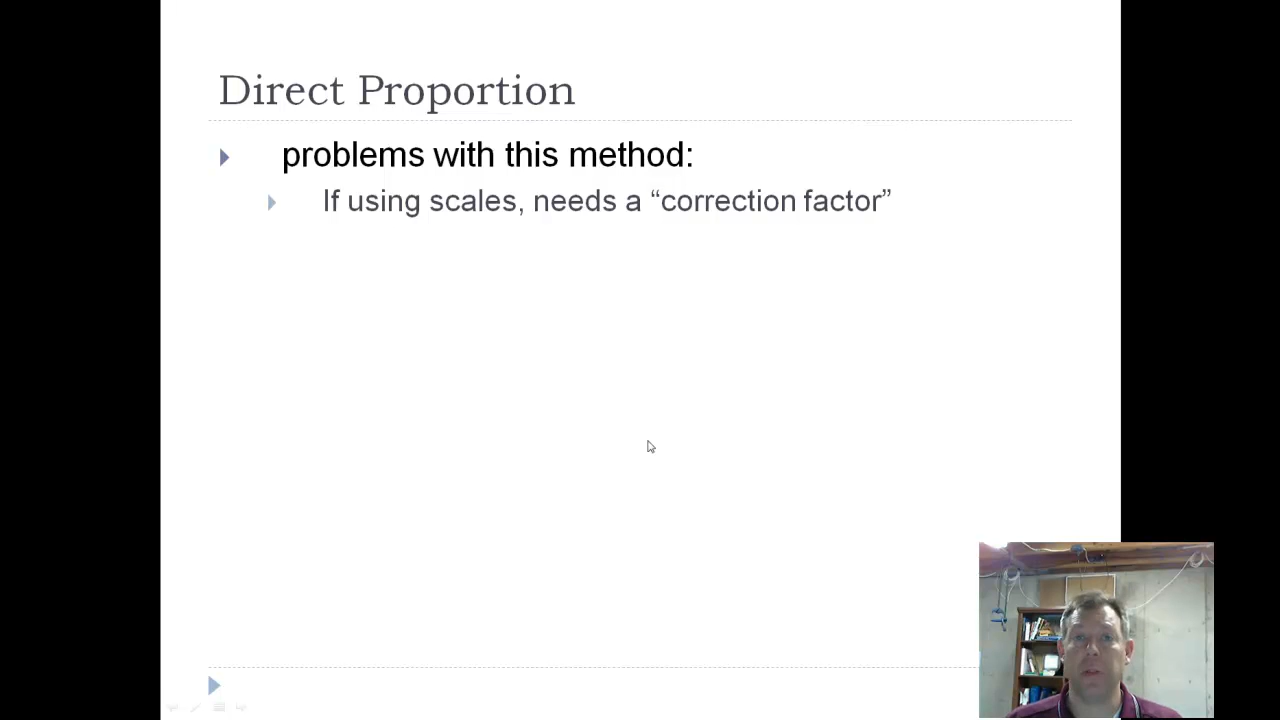 Direct Proportion
problems with this method:
If using scales, needs a “correction factor”